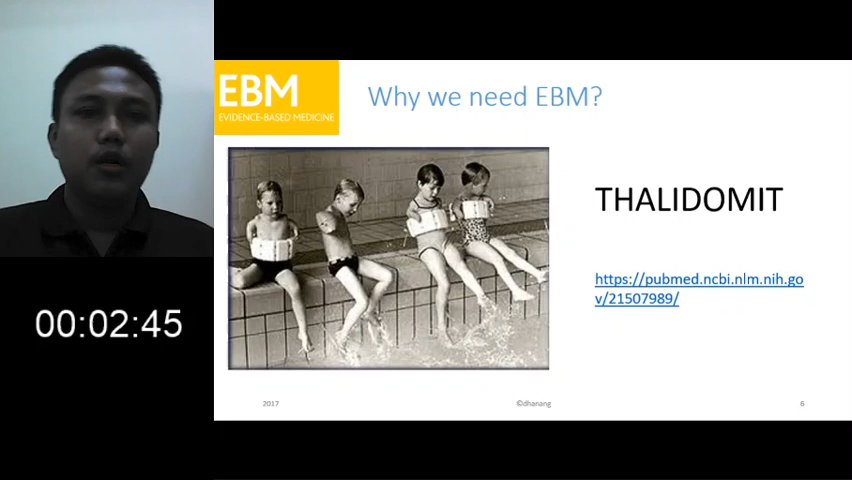 EBM
EVIDENCE-BASED MEDICINE
Why we need EBM?
THALIDOMIT
https://pubmed.ncbi.nlm.nih.go
v/21507989/
00:02:45
2017
©dhanang
6